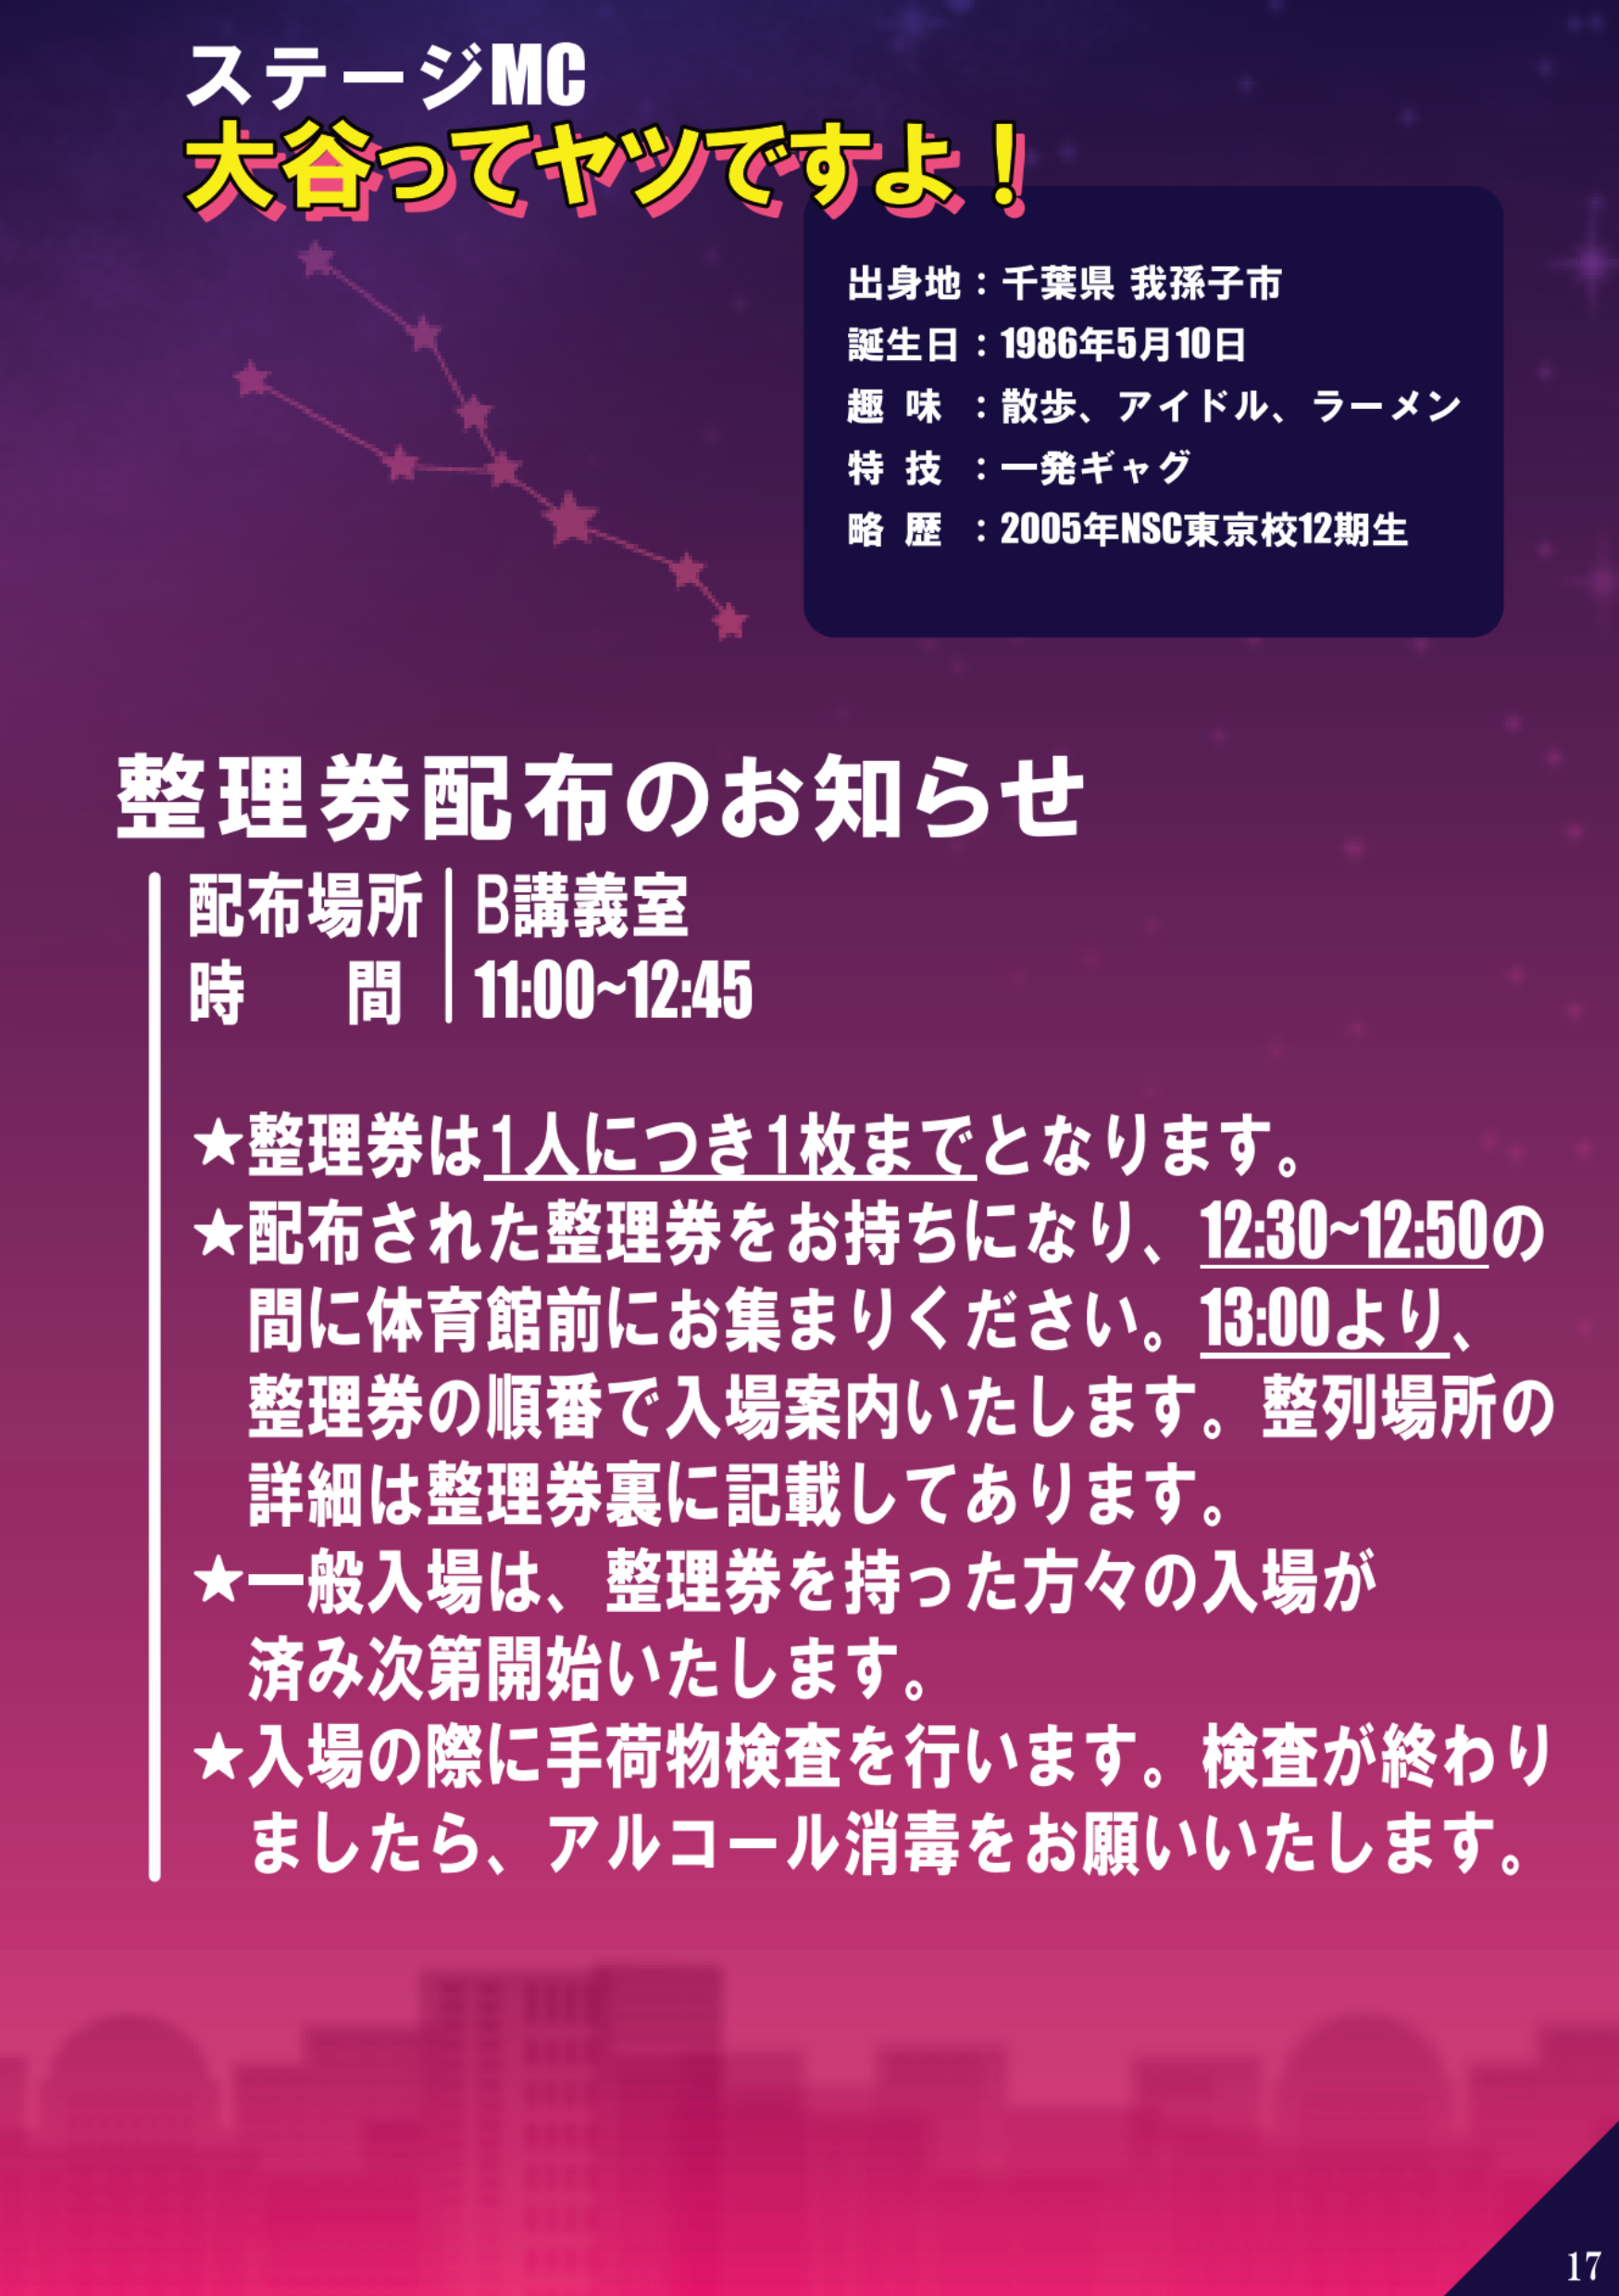 ステージMC
大谷ってヤツですよ！
出身地：千葉県 我孫子市
誕生日：1986年5月10日
趣 味 ：散歩、アイドル、ラーメン
特 技 ：一発ギャグ
略 歴 ：2005年NSC東京校12期生
整理券配布のお知らせ
配布場所 B講義室
時 間 11:00~12:45
★整理券は1人につき1枚までとなります。
★配布された整理券をお持ちになり、12:30~12:50の
間に体育館前にお集まりください。13:00より、
整理券の順番で入場案内いたします。整列場所の
詳細は整理券裏に記載してあります。
★一般入場は、整理券を持った方々の入場が
済み次第開始いたします。
★入場の際に手荷物検査を行います。検査が終わり
ましたら、アルコール消毒をお願いいたします。
17